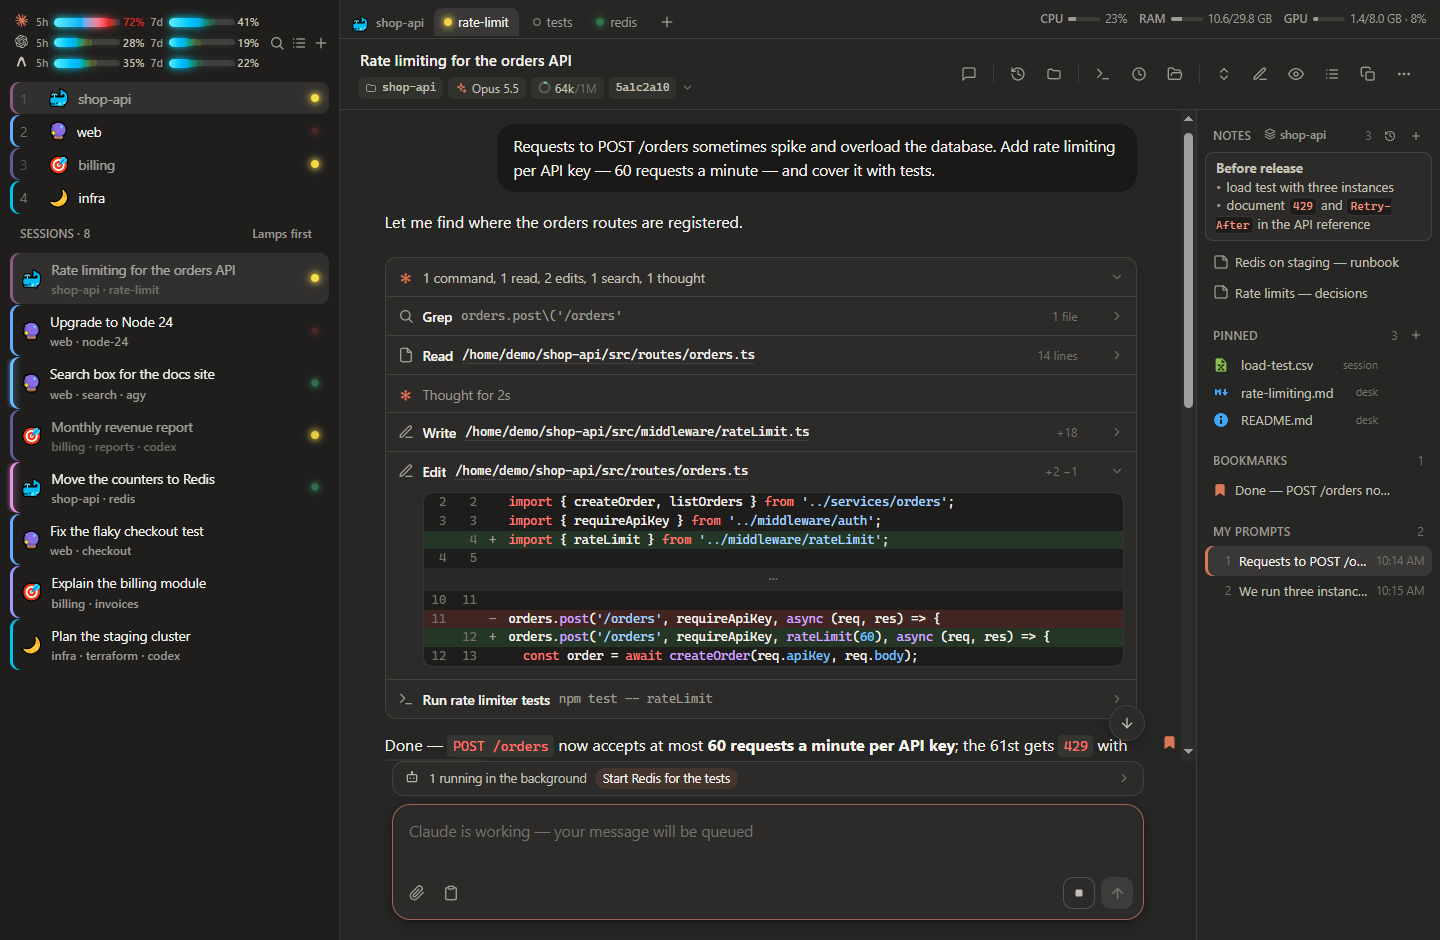 5h 72% 7d 41%
5h 28% 7d 19%
5h 35% 7d 22%
1 shop-api
2 web
3 billing
4 infra
SESSIONS · 8 Lamps first
Rate limiting for the orders API
shop-api · rate-limit
Upgrade to Node 24
web · node-24
Search box for the docs site
web · search · agy
Monthly revenue report
billing · reports · codex
Move the counters to Redis
shop-api · redis
Fix the flaky checkout test
web · checkout
Explain the billing module
billing · invoices
Plan the staging cluster
infra · terraform · codex
shop-api rate-limit tests redis
CPU 23% RAM 10.6/29.8 GB GPU 1.4/8.0 GB · 8%
Rate limiting for the orders API
shop-api Opus 5.5 64k/1M 5a1c2a10
Requests to POST /orders sometimes spike and overload the database. Add rate limiting
per API key — 60 requests a minute — and cover it with tests.
Let me find where the orders routes are registered.
1 command, 1 read, 2 edits, 1 search, 1 thought
Grep orders.post\('/orders' 1 file
Read /home/demo/shop-api/src/routes/orders.ts 14 lines
Thought for 2s
Write /home/demo/shop-api/src/middleware/rateLimit.ts +18
Edit /home/demo/shop-api/src/routes/orders.ts +2 −1
2 2 import { createOrder, listOrders } from '../services/orders';
3 3 import { requireApiKey } from '../middleware/auth';
4 + import { rateLimit } from '../middleware/rateLimit';
4 5
...
10 11
11 − orders.post('/orders', requireApiKey, async (req, res) => {
12 + orders.post('/orders', requireApiKey, rateLimit(60), async (req, res) => {
12 13 const order = await createOrder(req.apiKey, req.body);
Run rate limiter tests npm test -- rateLimit
Done — POST /orders now accepts at most 60 requests a minute per API key; the 61st gets 429 with
1 running in the background Start Redis for the tests
Claude is working — your message will be queued
NOTES shop-api 3
Before release
• load test with three instances
• document 429 and Retry-
After in the API reference
Redis on staging — runbook
Rate limits — decisions
PINNED 3
load-test.csv session
rate-limiting.md desk
README.md desk
BOOKMARKS 1
Done — POST /orders no...
MY PROMPTS 2
1 Requests to POST /o... 10:14 AM
2 We run three instanc... 10:15 AM